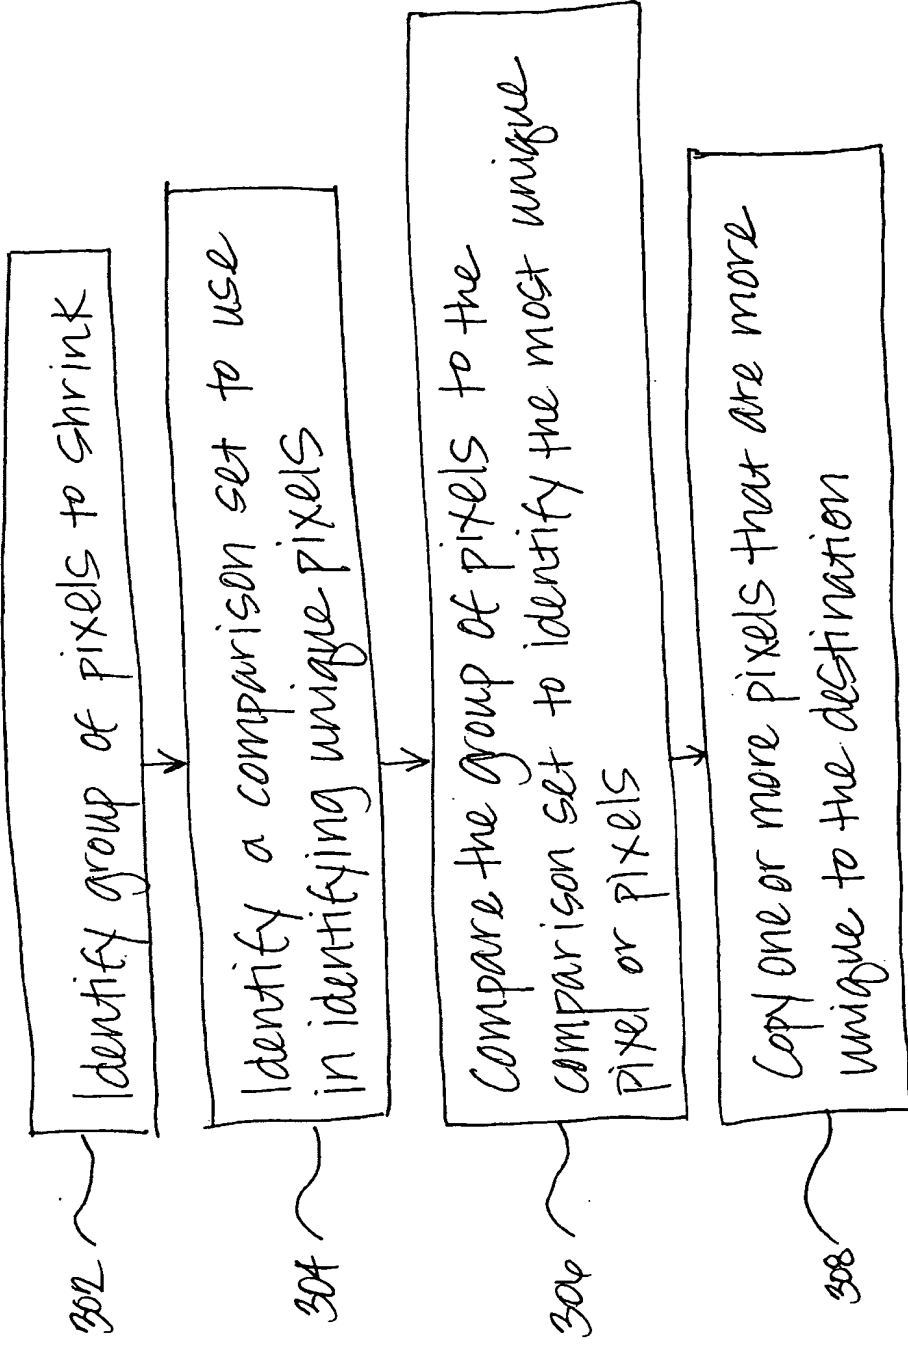 302
Identify group of pixels to shrink
304
Identify a comparison set to use
in identifying unique pixels
306
Compare the group of pixels to the
comparison set to identify the most unique
pixel or pixels
308
Copy one or more pixels that are more
unique to the destination